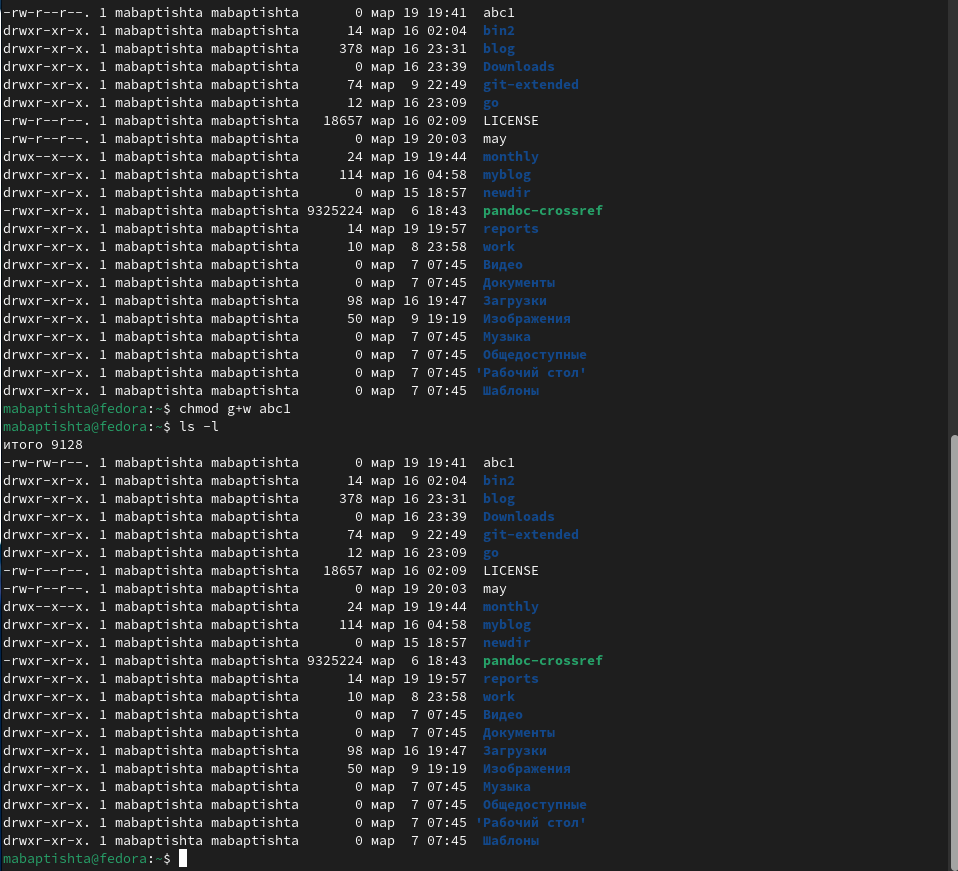 -rw-r--r--. 1 mabaptishta mabaptishta       0 мар 19 19:41  abc1
drwxr-xr-x. 1 mabaptishta mabaptishta      14 мар 16 02:04  bin2
drwxr-xr-x. 1 mabaptishta mabaptishta     378 мар 16 23:31  blog
drwxr-xr-x. 1 mabaptishta mabaptishta       0 мар 16 23:39  Downloads
drwxr-xr-x. 1 mabaptishta mabaptishta      74 мар  9 22:49  git-extended
drwxr-xr-x. 1 mabaptishta mabaptishta      12 мар 16 23:09  go
-rw-r--r--. 1 mabaptishta mabaptishta   18657 мар 16 02:09  LICENSE
-rw-r--r--. 1 mabaptishta mabaptishta       0 мар 19 20:03  may
drwx--x--x. 1 mabaptishta mabaptishta      24 мар 19 19:44  monthly
drwxr-xr-x. 1 mabaptishta mabaptishta     114 мар 16 04:58  myblog
drwxr-xr-x. 1 mabaptishta mabaptishta       0 мар 15 18:57  newdir
-rwxr-xr-x. 1 mabaptishta mabaptishta 9325224 мар  6 18:43  pandoc-crossref
drwxr-xr-x. 1 mabaptishta mabaptishta      14 мар 19 19:57  reports
drwxr-xr-x. 1 mabaptishta mabaptishta      10 мар  8 23:58  work
drwxr-xr-x. 1 mabaptishta mabaptishta       0 мар  7 07:45  Видео
drwxr-xr-x. 1 mabaptishta mabaptishta       0 мар  7 07:45  Документы
drwxr-xr-x. 1 mabaptishta mabaptishta      98 мар 16 19:47  Загрузки
drwxr-xr-x. 1 mabaptishta mabaptishta      50 мар  9 19:19  Изображения
drwxr-xr-x. 1 mabaptishta mabaptishta       0 мар  7 07:45  Музыка
drwxr-xr-x. 1 mabaptishta mabaptishta       0 мар  7 07:45  Общедоступные
drwxr-xr-x. 1 mabaptishta mabaptishta       0 мар  7 07:45 'Рабочий стол'
drwxr-xr-x. 1 mabaptishta mabaptishta       0 мар  7 07:45  Шаблоны
mabaptishta@fedora:~$ chmod g+w abc1
mabaptishta@fedora:~$ ls -l
итого 9128
-rw-rw-r--. 1 mabaptishta mabaptishta       0 мар 19 19:41  abc1
drwxr-xr-x. 1 mabaptishta mabaptishta      14 мар 16 02:04  bin2
drwxr-xr-x. 1 mabaptishta mabaptishta     378 мар 16 23:31  blog
drwxr-xr-x. 1 mabaptishta mabaptishta       0 мар 16 23:39  Downloads
drwxr-xr-x. 1 mabaptishta mabaptishta      74 мар  9 22:49  git-extended
drwxr-xr-x. 1 mabaptishta mabaptishta      12 мар 16 23:09  go
-rw-r--r--. 1 mabaptishta mabaptishta   18657 мар 16 02:09  LICENSE
-rw-r--r--. 1 mabaptishta mabaptishta       0 мар 19 20:03  may
drwx--x--x. 1 mabaptishta mabaptishta      24 мар 19 19:44  monthly
drwxr-xr-x. 1 mabaptishta mabaptishta     114 мар 16 04:58  myblog
drwxr-xr-x. 1 mabaptishta mabaptishta       0 мар 15 18:57  newdir
-rwxr-xr-x. 1 mabaptishta mabaptishta 9325224 мар  6 18:43  pandoc-crossref
drwxr-xr-x. 1 mabaptishta mabaptishta      14 мар 19 19:57  reports
drwxr-xr-x. 1 mabaptishta mabaptishta      10 мар  8 23:58  work
drwxr-xr-x. 1 mabaptishta mabaptishta       0 мар  7 07:45  Видео
drwxr-xr-x. 1 mabaptishta mabaptishta       0 мар  7 07:45  Документы
drwxr-xr-x. 1 mabaptishta mabaptishta      98 мар 16 19:47  Загрузки
drwxr-xr-x. 1 mabaptishta mabaptishta      50 мар  9 19:19  Изображения
drwxr-xr-x. 1 mabaptishta mabaptishta       0 мар  7 07:45  Музыка
drwxr-xr-x. 1 mabaptishta mabaptishta       0 мар  7 07:45  Общедоступные
drwxr-xr-x. 1 mabaptishta mabaptishta       0 мар  7 07:45 'Рабочий стол'
drwxr-xr-x. 1 mabaptishta mabaptishta       0 мар  7 07:45  Шаблоны
mabaptishta@fedora:~$